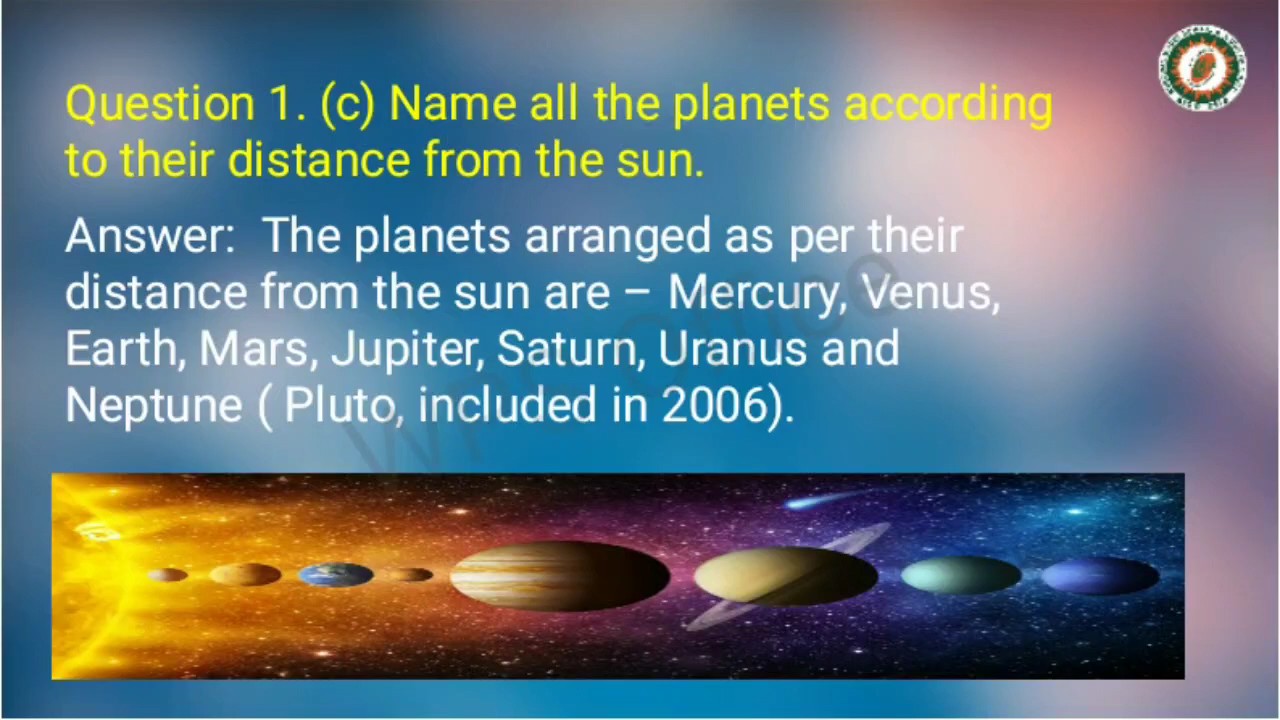 Question 1. (c) Name all the planets according
to their distance from the sun.
Answer:  The planets arranged as per their
distance from the sun are – Mercury, Venus,
Earth, Mars, Jupiter, Saturn, Uranus and
Neptune ( Pluto, included in 2006).